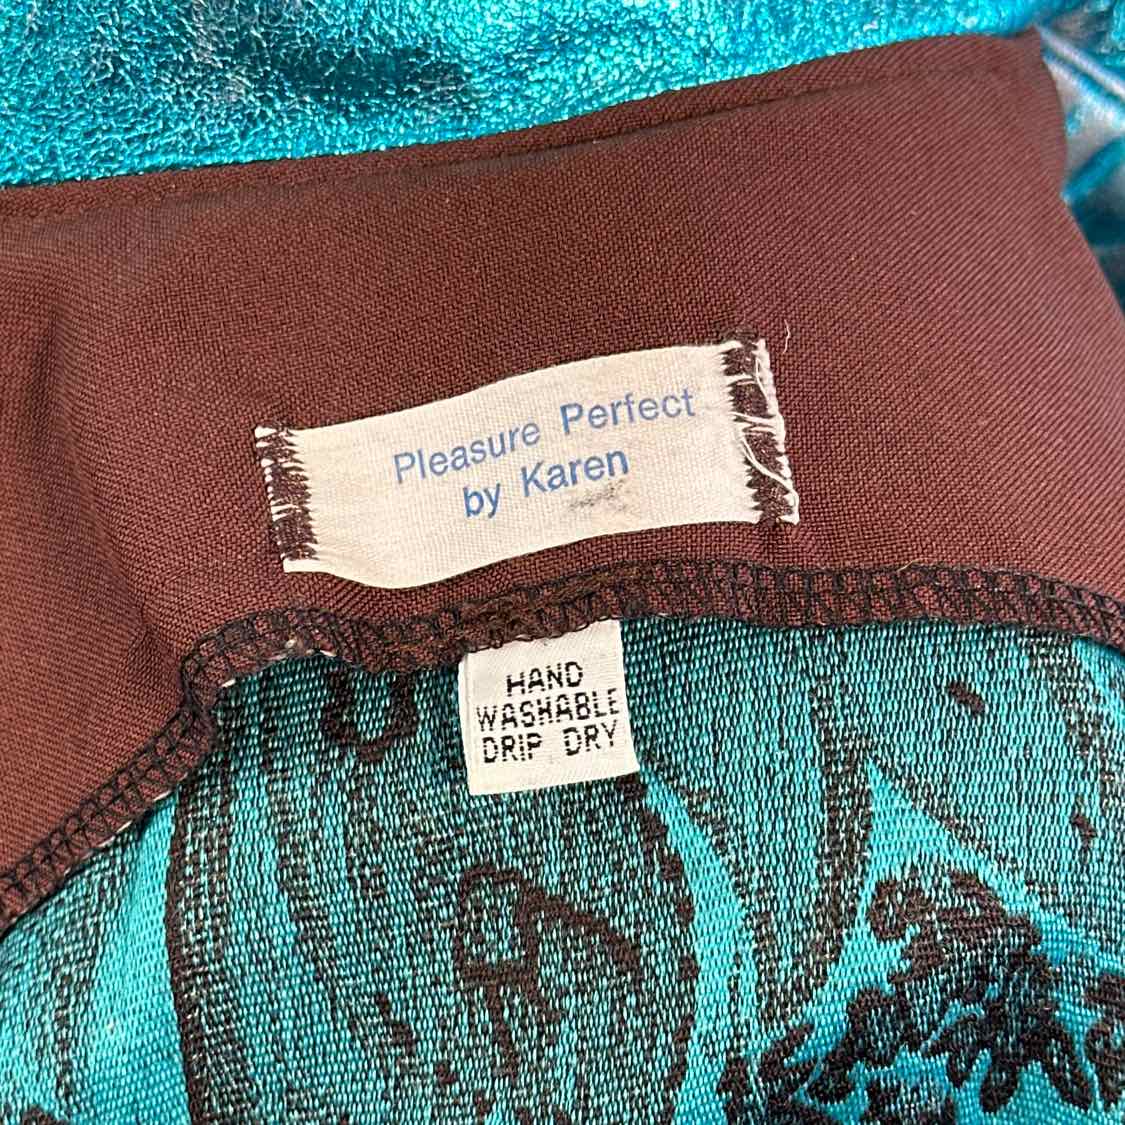 Pleasure Perfect
by Karen
HAND
WASHABLE
DRIP DRY